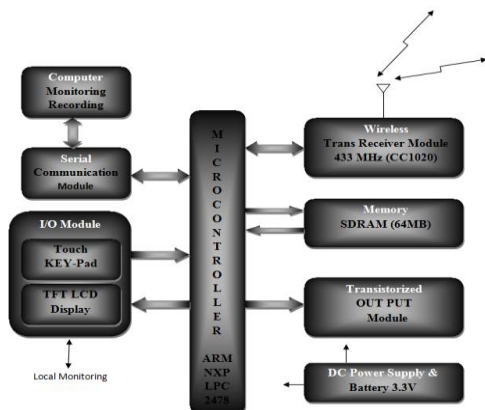 Computer
Monitoring
Recording
Serial
Communication
Module
I/O Module
Touch
KEY-Pad
TFT LCD
Display
Local Monitoring
MICROCONTROLLER
ARM
NXP
LPC
2478
Wireless
Trans Receiver Module
433 MHz (CC1020)
Memory
SDRAM (64MB)
Transistorized
OUT PUT
Module
DC Power Supply &
Battery 3.3V